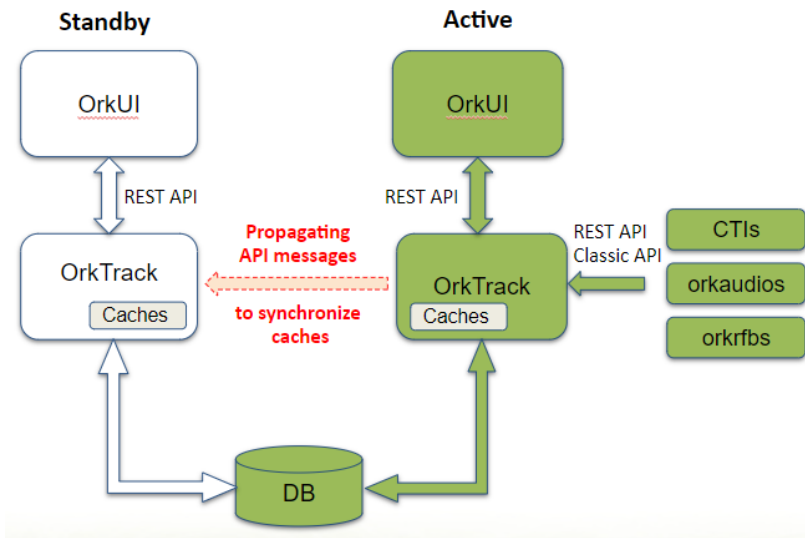 Standby
Active
OrkUI
OrkUI
REST API
REST API
Propagating
API messages
to synchronize
caches
REST API
Classic API
OrkTrack
Caches
OrkTrack
Caches
CTIs
orkaudios
orkrfbs
DB